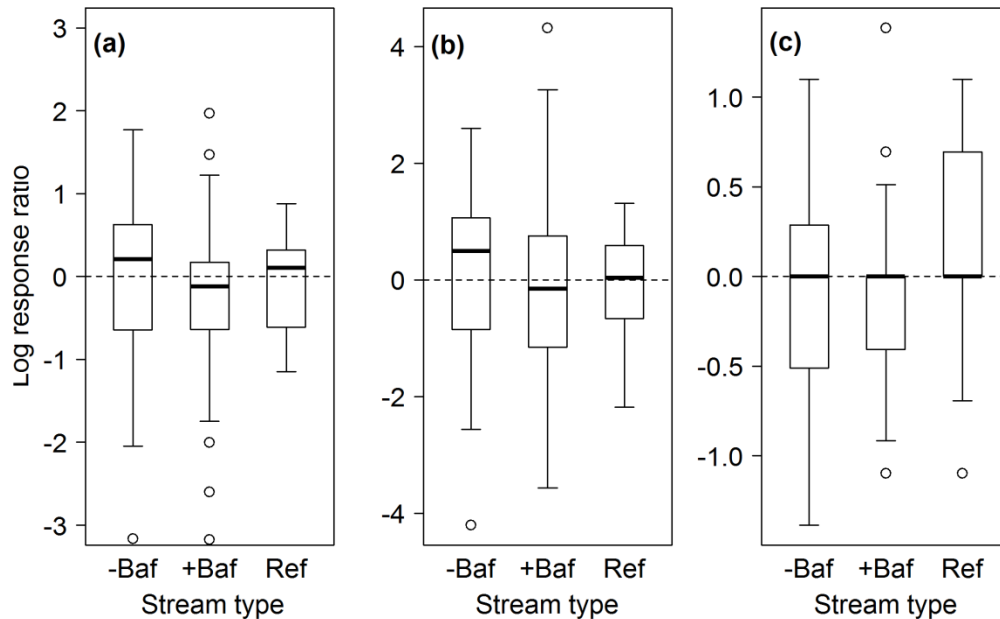 Log response ratio
(a)
3
2
1
0
-1
-2
-3
-Baf +Baf Ref
Stream type
(b)
4
2
0
-2
-4
-Baf +Baf Ref
Stream type
(c)
1.0
0.5
0.0
-0.5
-1.0
-Baf +Baf Ref
Stream type